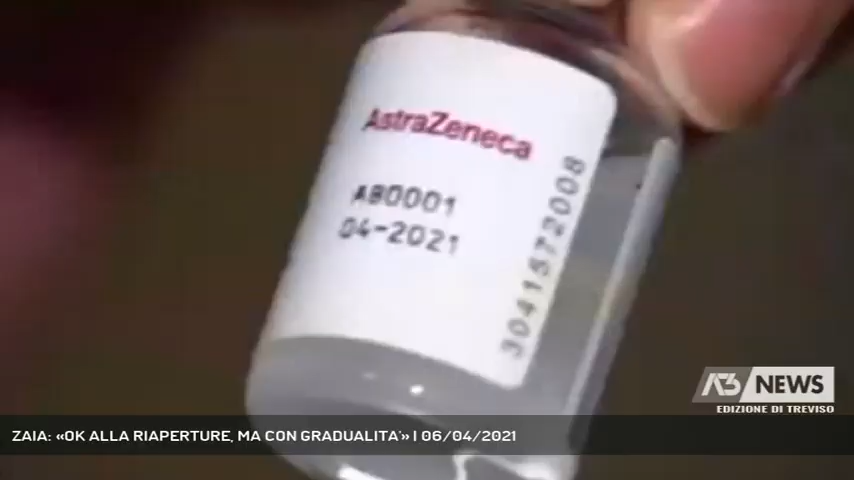 AstraZeneca
AB0001
04-2021
3041572008
A3 NEWS
EDIZIONE DI TREVISO
ZAIA: «OK ALLA RIAPERTURE, MA CON GRADUALITA'» | 06/04/2021